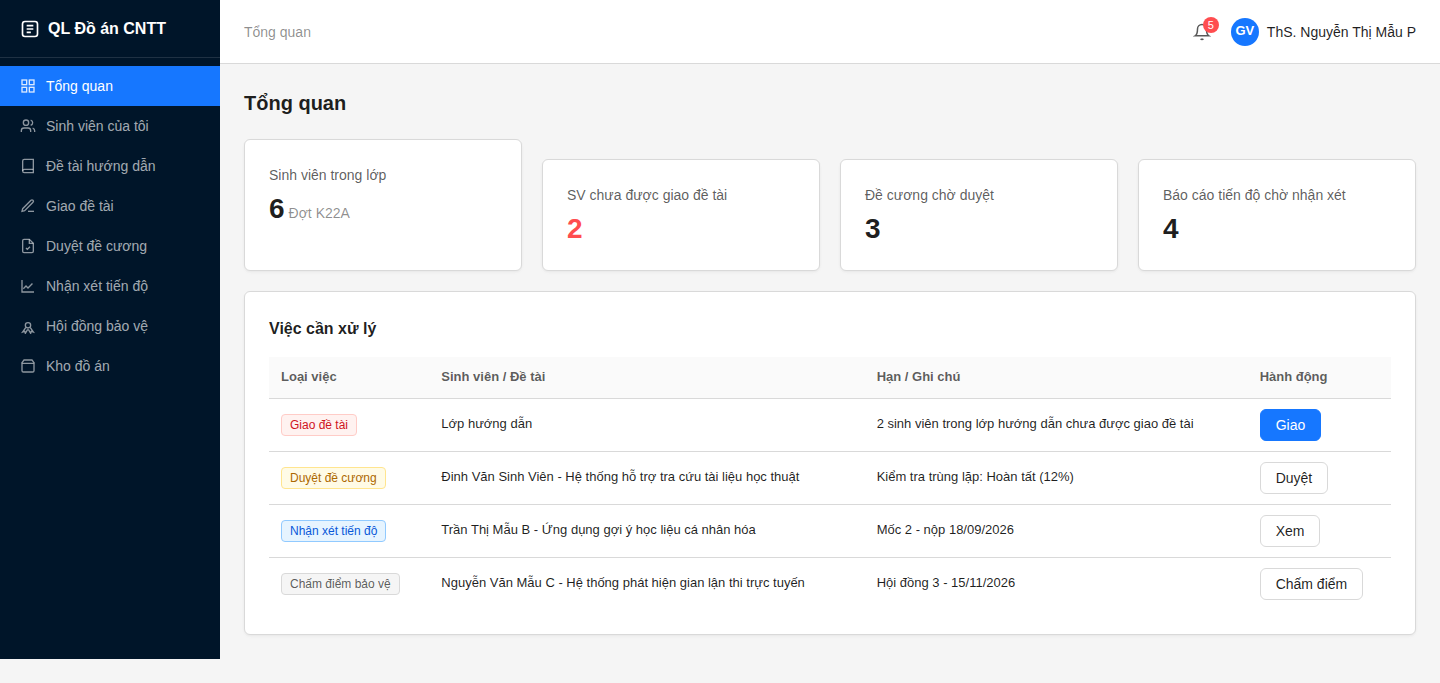 QL Đồ án CNTT
Tổng quan
Sinh viên của tôi
Đề tài hướng dẫn
Giao đề tài
Duyệt đề cương
Nhận xét tiến độ
Hội đồng bảo vệ
Kho đồ án
Tổng quan
5
GV
ThS. Nguyễn Thị Mẫu P
Tổng quan
Sinh viên trong lớp
6 Đợt K22A
SV chưa được giao đề tài
2
Đề cương chờ duyệt
3
Báo cáo tiến độ chờ nhận xét
4
Việc cần xử lý
Loại việc Sinh viên / Đề tài Hạn / Ghi chú Hành động
Giao đề tài Lớp hướng dẫn 2 sinh viên trong lớp hướng dẫn chưa được giao đề tài Giao
Duyệt đề cương Đinh Văn Sinh Viên - Hệ thống hỗ trợ tra cứu tài liệu học thuật Kiểm tra trùng lặp: Hoàn tất (12%) Duyệt
Nhận xét tiến độ Trần Thị Mẫu B - Ứng dụng gợi ý học liệu cá nhân hóa Mốc 2 - nộp 18/09/2026 Xem
Chấm điểm bảo vệ Nguyễn Văn Mẫu C - Hệ thống phát hiện gian lận thi trực tuyến Hội đồng 3 - 15/11/2026 Chấm điểm